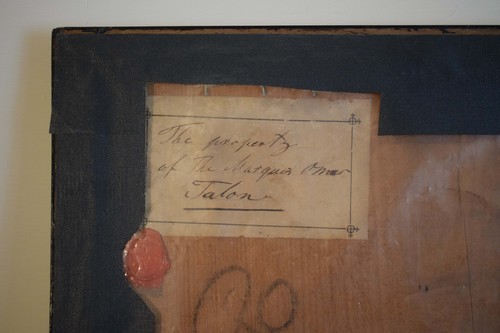 The property
of The Marquis Omer
Talon